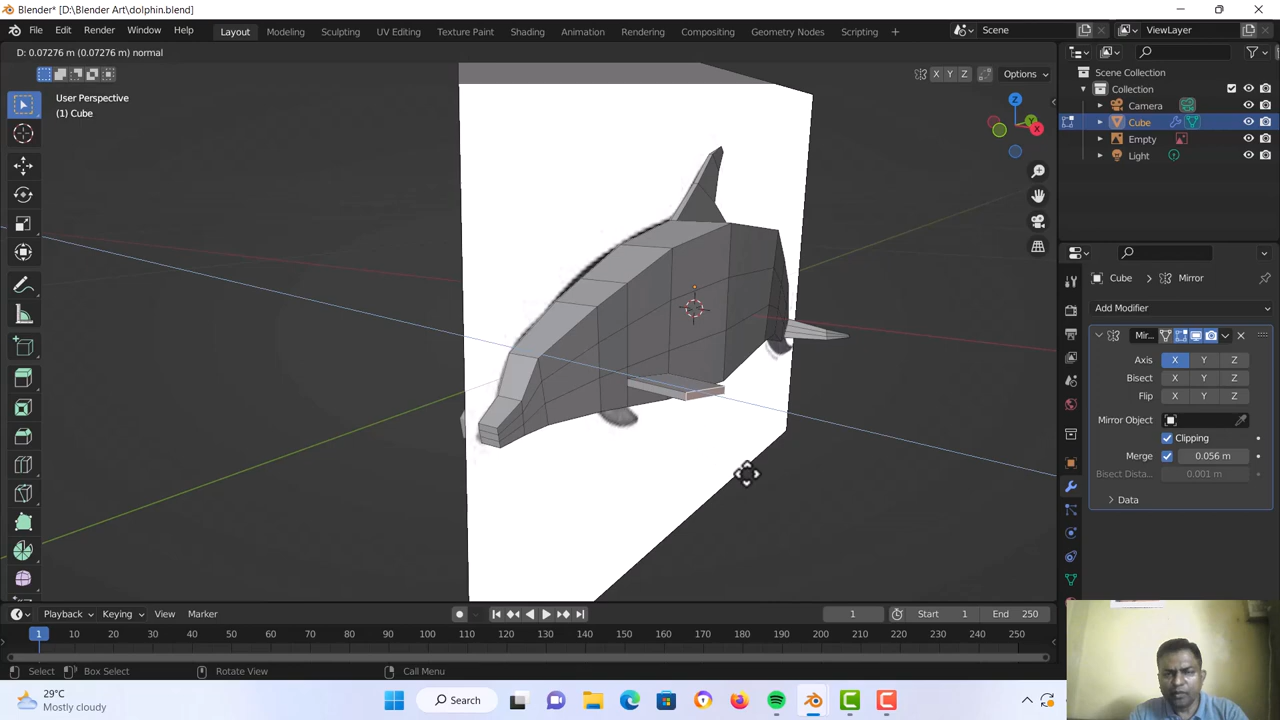 Blender* [D:\Blender Art\dolphin.blend]
File Edit Render Window Help Layout Modeling Sculpting UV Editing Texture Paint Shading Animation Rendering Compositing Geometry Nodes Scripting + Scene ViewLayer
D: 0.07276 m (0.07276 m) normal
X Y Z Options
User Perspective
(1) Cube
Z
Y
X
Scene Collection
Collection
Camera
Cube
Empty
Light
Cube Mirror
Add Modifier
Mir...
Axis X Y Z
Bisect X Y Z
Flip X Y Z
Mirror Object
Clipping
Merge 0.056 m
Bisect Dista... 0.001 m
Data
Playback Keying View Marker 1 Start 1 End 250
1 10 20 30 40 50 60 70 80 90 100 110 120 130 140 150 160 170 180 190 200 210 220 230 240 250
Select Box Select Rotate View Call Menu
29°C
Mostly cloudy
Search